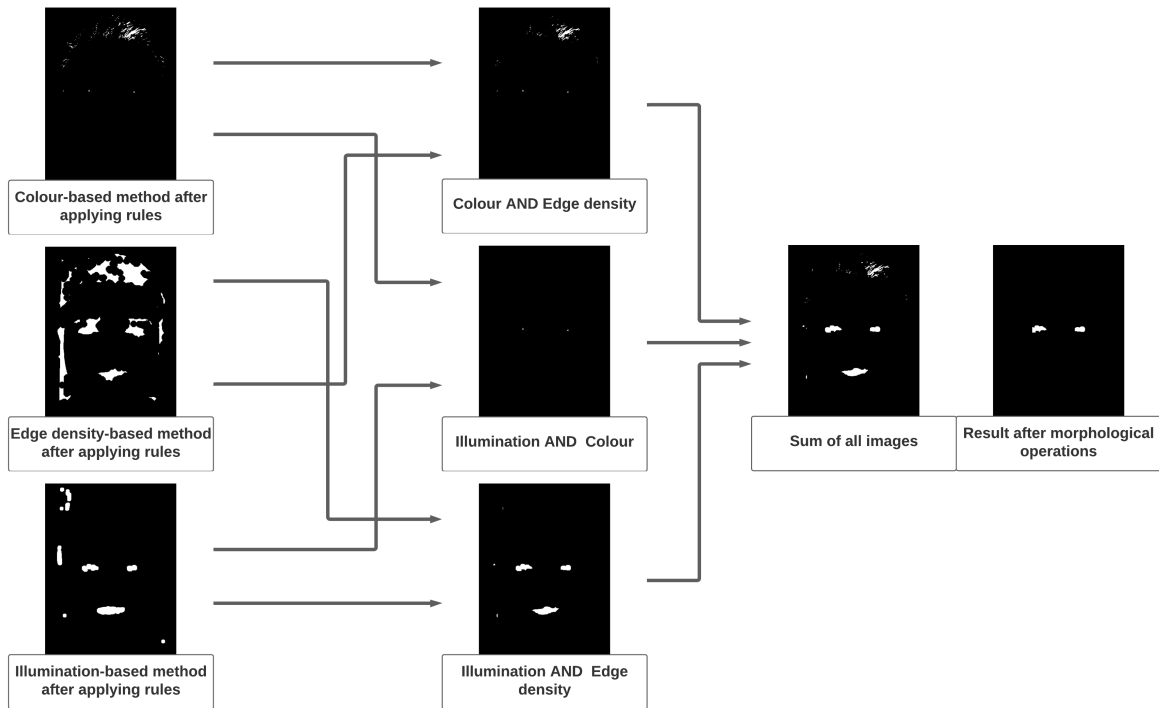 Colour-based method after
applying rules
Colour AND Edge density
Edge density-based method
after applying rules
Illumination AND  Colour
Sum of all images
Result after morphological
operations
Illumination-based method
after applying rules
Illumination AND  Edge
density